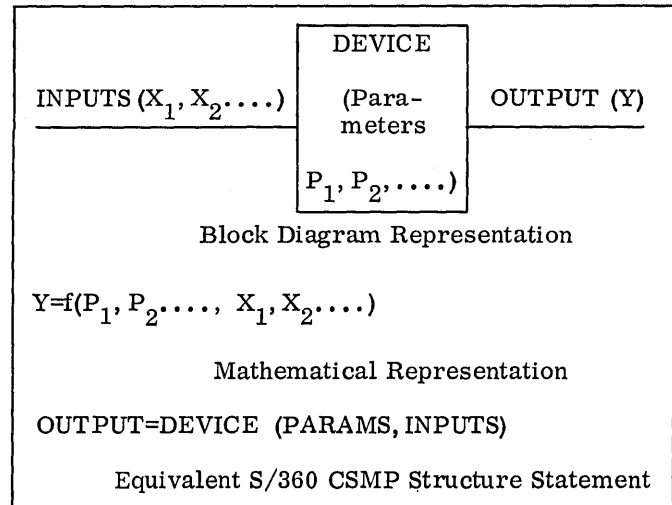 DEVICE
INPUTS (X1, X2....) (Para- OUTPUT (Y)
meters
P1, P2,....)
Block Diagram Representation
Y=f(P1, P2...., X1, X2....)
Mathematical Representation
OUTPUT=DEVICE (PARAMS, INPUTS)
Equivalent S/360 CSMP Structure Statement